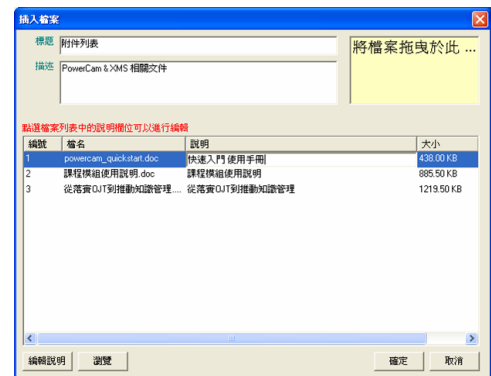 插入檔案
標題 附件列表
將檔案拖曳於此 ...
描述 PowerCam & XMS 相關文件
點選檔案列表中的說明欄位可以進行編輯
編號 檔名 說明 大小
1 powercam_quickstart.doc 快速入門 使用手冊 438.00 KB
2 課程模組使用說明.doc 課程模組使用說明 885.50 KB
3 從落實OJT到推動知識管理.... 從落實OJT到推動知識管理 1219.50 KB
編輯說明 瀏覽 確定 取消